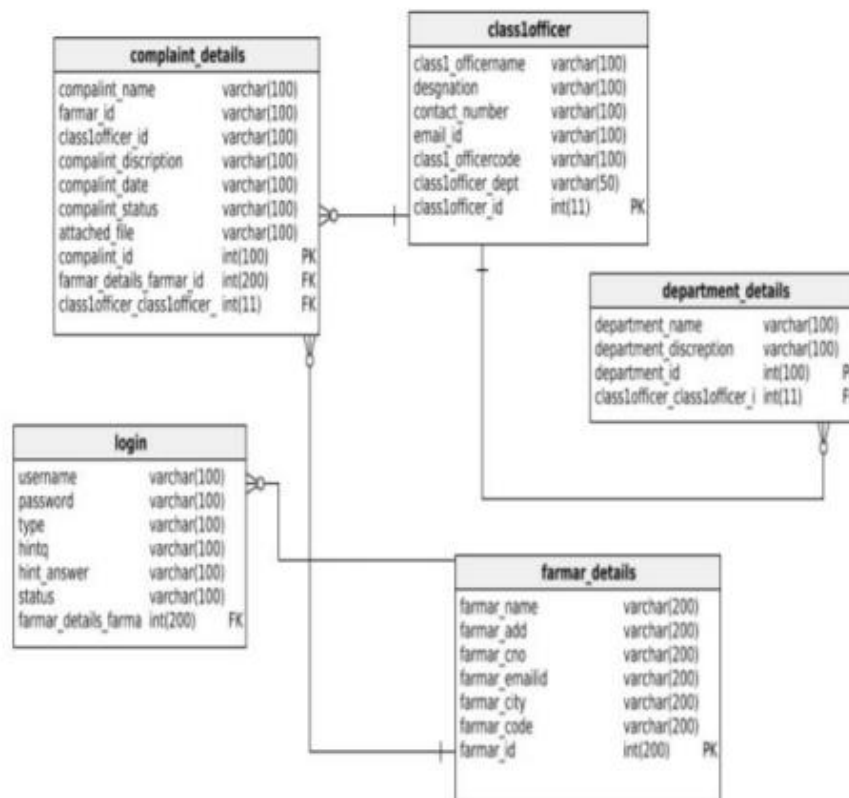 complaint_details
compalint_name varchar(100)
farmar_id varchar(100)
class1officer_id varchar(100)
compalint_discription varchar(100)
compalint_date varchar(100)
compalint_status varchar(100)
attached_file varchar(100)
compalint_id int(100) PK
farmar_details_farmar_id int(200) FK
class1officer_class1officer_ int(11) FK
class1officer
class1_officername varchar(100)
desgnation varchar(100)
contact_number varchar(100)
email_id varchar(100)
class1_officercode varchar(100)
class1officer_dept varchar(50)
class1officer_id int(11) PK
department_details
department_name varchar(100)
department_discreption varchar(100)
department_id int(100) P
class1officer_class1officer_i int(11) F
login
username varchar(100)
password varchar(100)
type varchar(100)
hintq varchar(100)
hint_answer varchar(100)
status varchar(100)
farmar_details_farma int(200) FK
farmar_details
farmar_name varchar(200)
farmar_add varchar(200)
farmar_cno varchar(200)
farmar_emailid varchar(200)
farmar_city varchar(200)
farmar_code varchar(200)
farmar_id int(200) PK